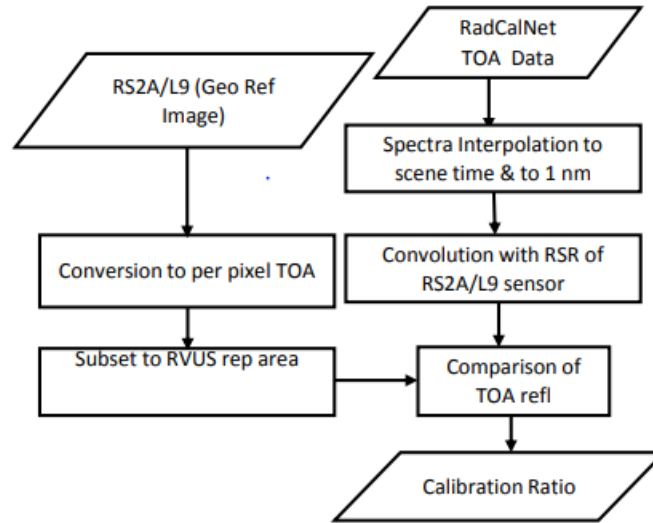 RadCalNet
TOA Data
RS2A/L9 (Geo Ref
Image)
Spectra Interpolation to
scene time & to 1 nm
Conversion to per pixel TOA
Convolution with RSR of
RS2A/L9 sensor
Subset to RVUS rep area
Comparison of
TOA refl
Calibration Ratio